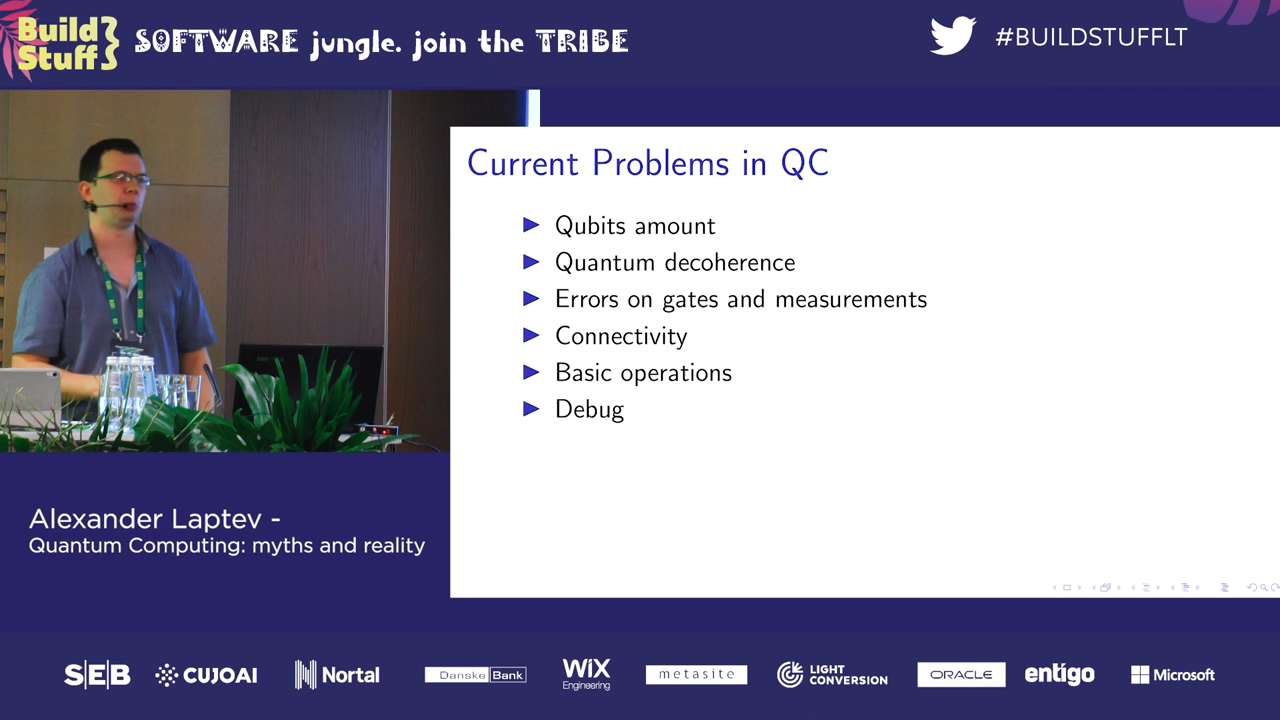 Build
Stuff
SOFTWARE jungle. join the TRIBE
#BUILDSTUFFLT
Current Problems in QC
Qubits amount
Quantum decoherence
Errors on gates and measurements
Connectivity
Basic operations
Debug
Alexander Laptev -
Quantum Computing: myths and reality
SEB
CUJOAI
Nortal
Danske Bank
WiX
Engineering
metasite
LIGHT
CONVERSION
ORACLE
entigo
Microsoft